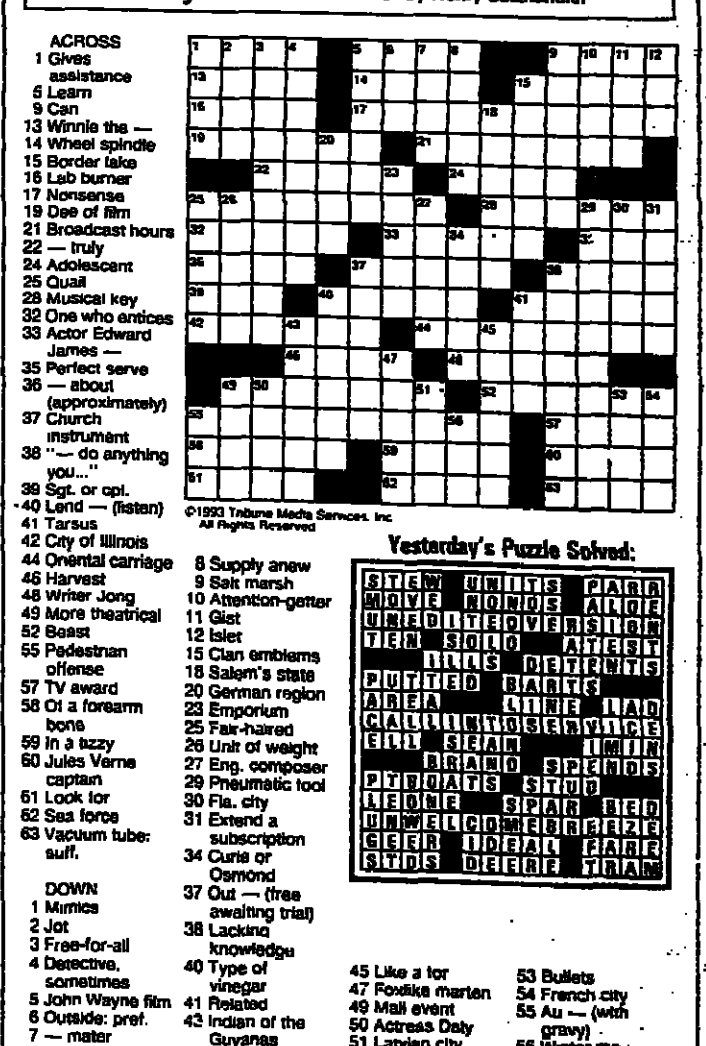 ACROSS
1 Gives
assistance
5 Learn
9 Can
13 Winnie the —
14 Wheel spindle
15 Border lake
16 Lab burner
17 Nonsense
19 Dee of film
21 Broadcast hours
22 — truly
24 Adolescent
25 Quail
28 Musical key
32 One who entices
33 Actor Edward
James —
35 Perfect serve
36 — about
(approximately)
37 Church
instrument
38 "— do anything
you..."
39 Sgt. or cpl.
40 Lend — (listen)
41 Tarsus
42 City of Illinois
44 Oriental carriage
46 Harvest
48 Writer Jong
49 More theatrical
52 Beast
55 Pedestrian
offense
57 TV award
58 Of a forearm
bone
59 In a tizzy
60 Jules Verne
captain
61 Look for
62 Sea force
63 Vacuum tube:
suff.
DOWN
1 Mimics
2 Jot
3 Free-for-all
4 Detective,
sometimes
5 John Wayne film
6 Outside: pref.
7 — mater
©1993 Tribune Media Services, Inc.
All Rights Reserved
8 Supply anew
9 Salt marsh
10 Attention-getter
11 Gist
12 Islet
15 Clan emblems
18 Salem's state
20 German region
23 Emporium
25 Fair-haired
26 Unit of weight
27 Eng. composer
29 Pneumatic tool
30 Fla. city
31 Extend a
subscription
34 Curie or
Osmond
37 Out — (free
awaiting trial)
38 Lacking
knowledge
40 Type of
vinegar
41 Related
43 Indian of the
Guyanas
Yesterday's Puzzle Solved:
STEW UNITS PARR
MOVE NONOS ALOE
UNEDITEDVERSION
TEN SOLO ATEST
ILLS DETENTS
PUTTED BARTS
AREA LINE LAD
CALLINTOSERVICE
ELL SEAN IMIN
BRAND SPENDS
PTBOATS STUD
LEONE SPAR BED
UNWELCOMEBREEZE
GEER IDEAL FARE
STDS DEERE TRAM
45 Like a tor
47 Foxlike marten
49 Mall event
50 Actress Daly
51 Latvian city
53 Bullets
54 French city
55 Au — (with
gravy)